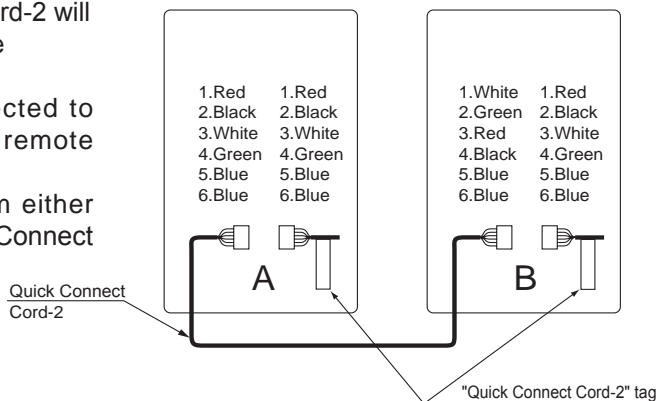 rd-2 will
e
cted to
remote
n either
Connect
1.Red 1.Red
2.Black 2.Black
3.White 3.White
4.Green 4.Green
5.Blue 5.Blue
6.Blue 6.Blue
A
1.White 1.Red
2.Green 2.Black
3.Red 3.White
4.Black 4.Green
5.Blue 5.Blue
6.Blue 6.Blue
B
Quick Connect
Cord-2
"Quick Connect Cord-2" tag